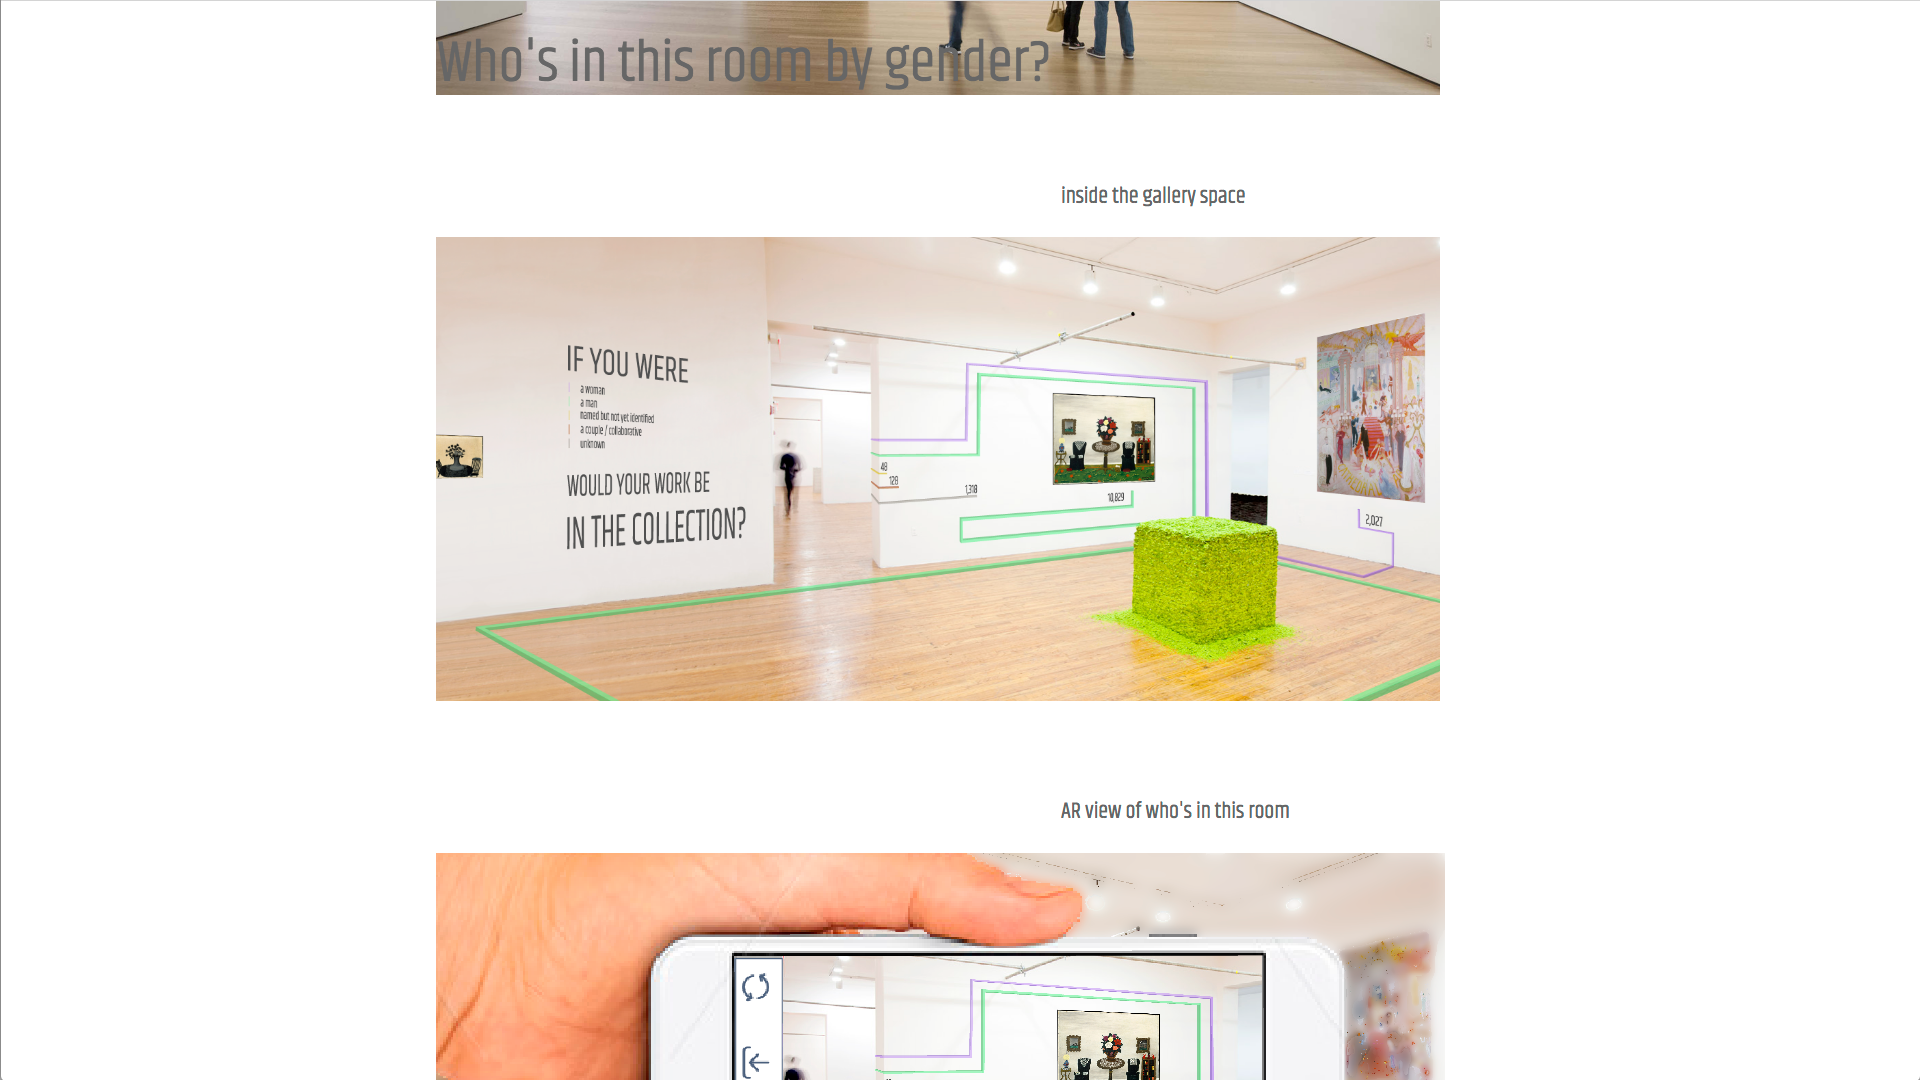 Who's in this room by gender?
inside the gallery space
IF YOU WERE
a woman
a man
named but not yet identified
a couple / collaborative
unknown
WOULD YOUR WORK BE
IN THE COLLECTION?
48
128
1,318
10,829
2,027
AR view of who's in this room